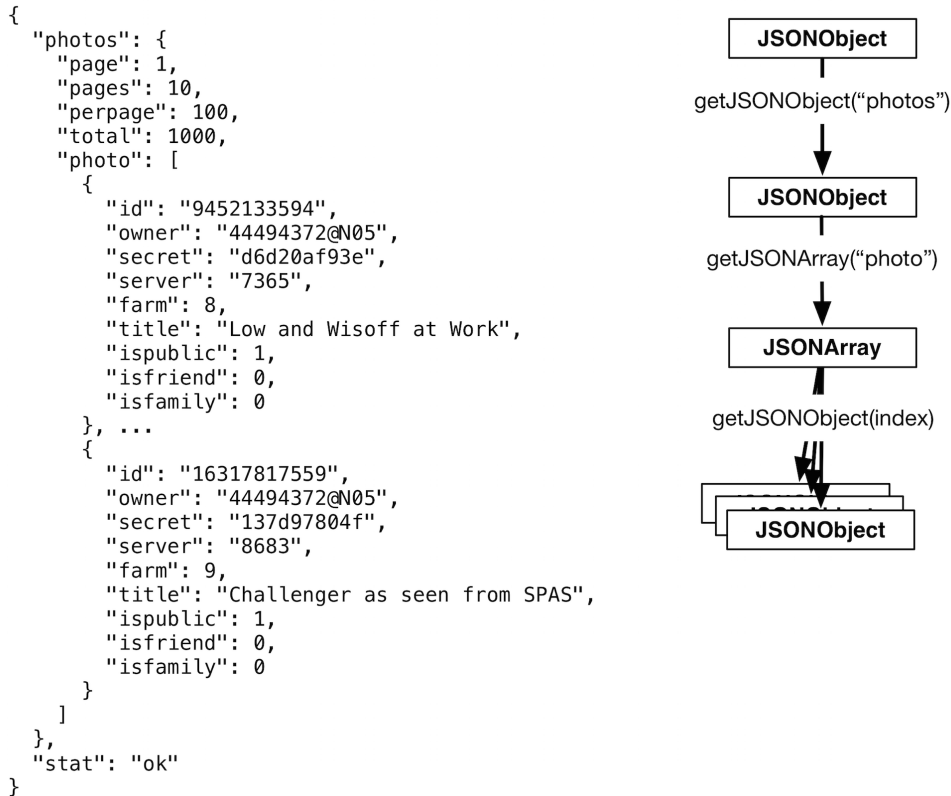 {
  "photos": {
    "page": 1,
    "pages": 10,
    "perpage": 100,
    "total": 1000,
    "photo": [
      {
        "id": "9452133594",
        "owner": "44494372@N05",
        "secret": "d6d20af93e",
        "server": "7365",
        "farm": 8,
        "title": "Low and Wisoff at Work",
        "ispublic": 1,
        "isfriend": 0,
        "isfamily": 0
      }, ...
      {
        "id": "16317817559",
        "owner": "44494372@N05",
        "secret": "137d97804f",
        "server": "8683",
        "farm": 9,
        "title": "Challenger as seen from SPAS",
        "ispublic": 1,
        "isfriend": 0,
        "isfamily": 0
      }
    ]
  },
  "stat": "ok"
}
JSONObject
getJSONObject(“photos”)
JSONObject
getJSONArray(“photo”)
JSONArray
getJSONObject(index)
JSONObject